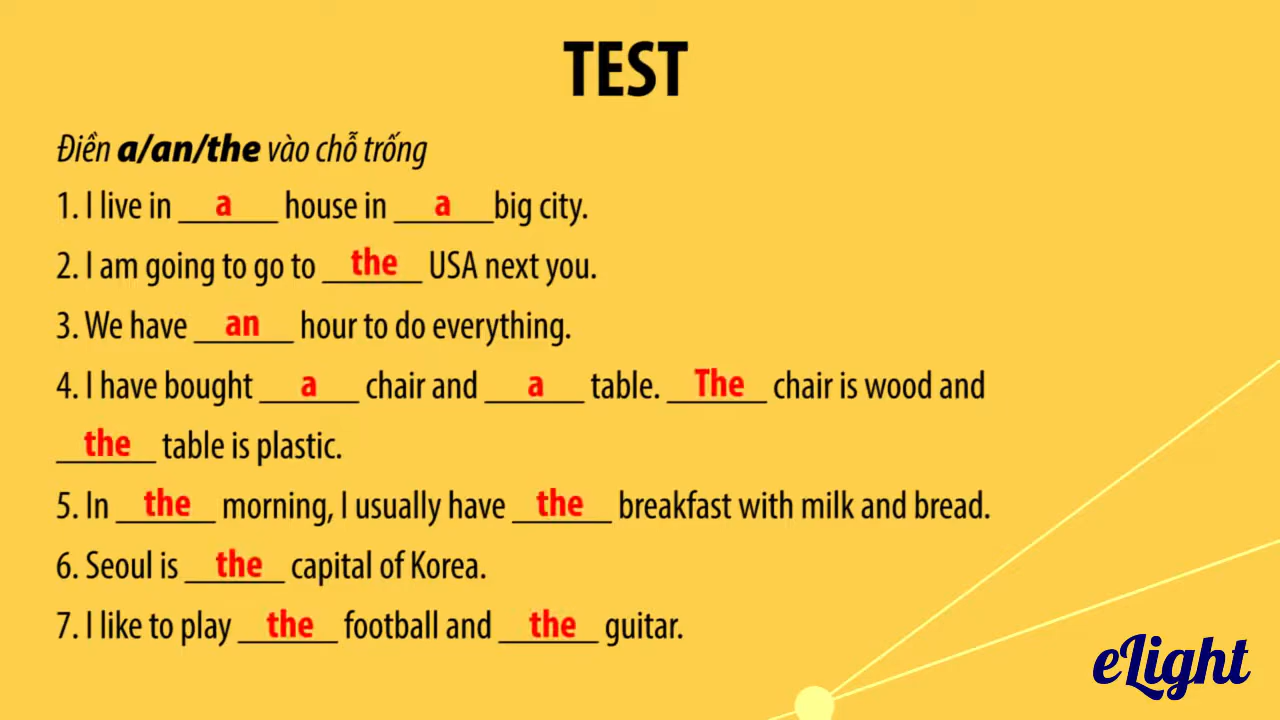 TEST
Điền a/an/the vào chỗ trống
1. I live in a house in a big city.
2. I am going to go to the USA next you.
3. We have an hour to do everything.
4. I have bought a chair and a table. The chair is wood and
the table is plastic.
5. In the morning, I usually have the breakfast with milk and bread.
6. Seoul is the capital of Korea.
7. I like to play the football and the guitar.
eLight